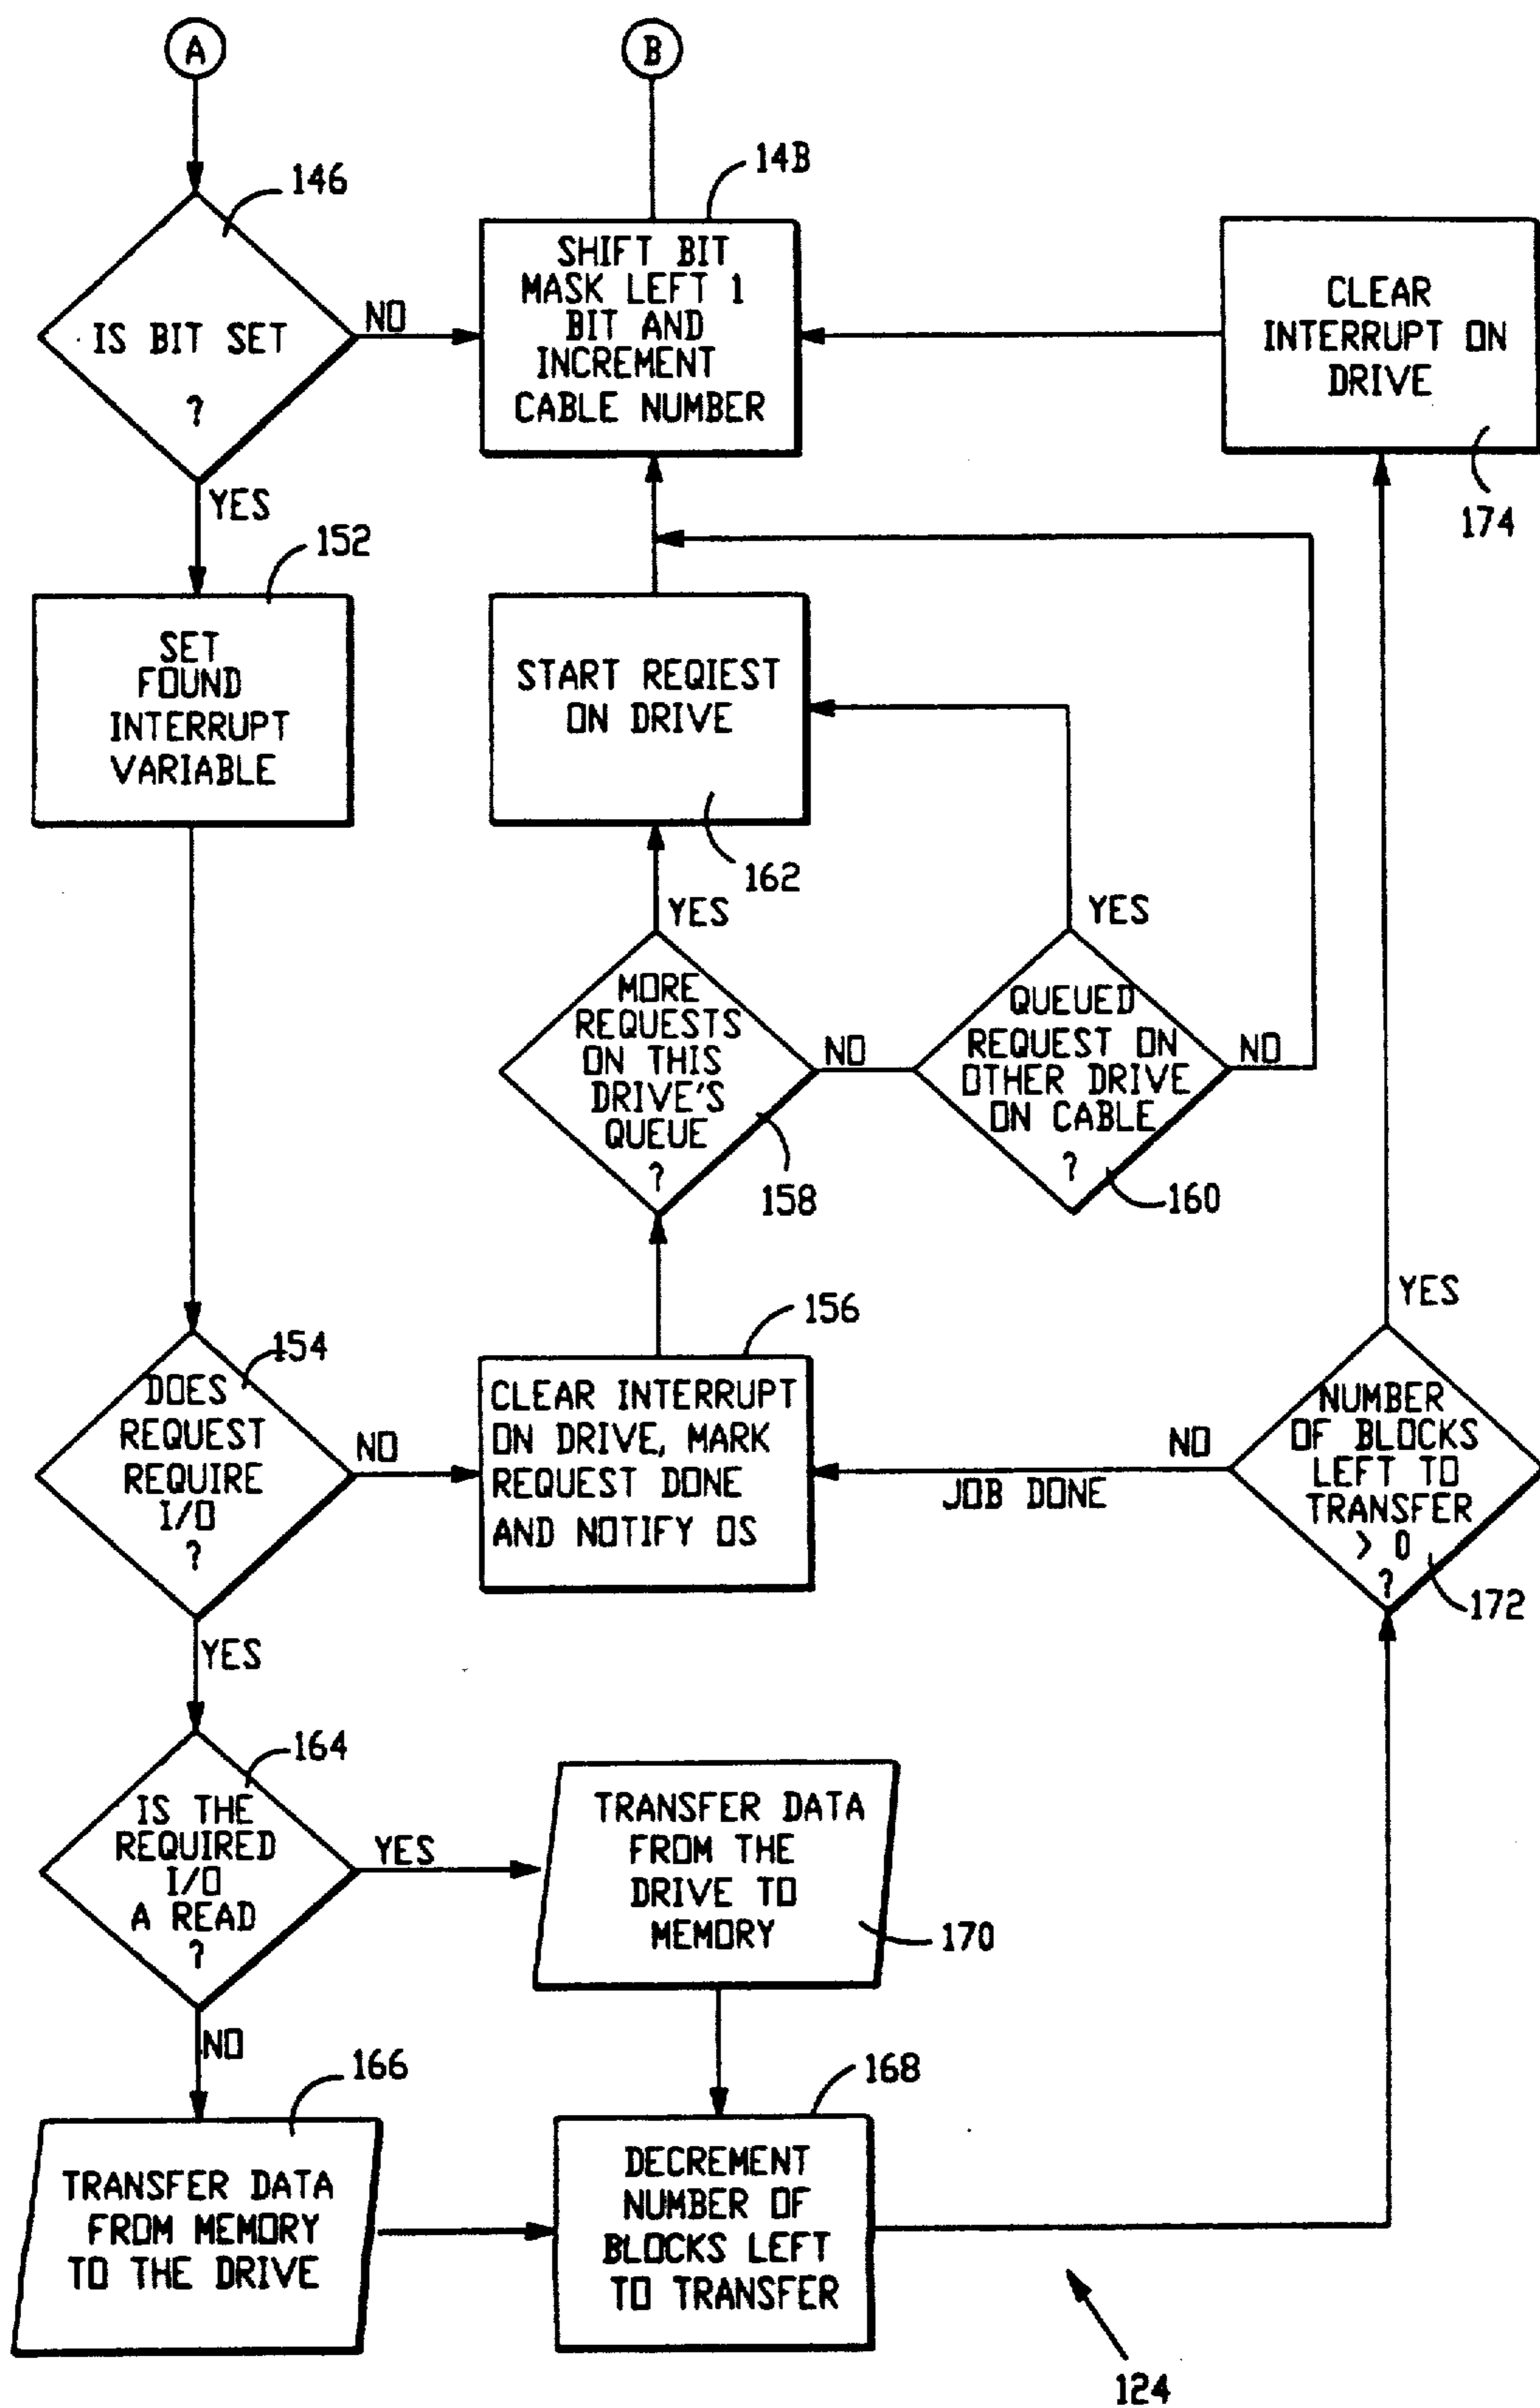 A
B
146
14B
IS BIT SET
?
NO
YES
SHIFT BIT
MASK LEFT 1
BIT AND
INCREMENT
CABLE NUMBER
CLEAR
INTERRUPT ON
DRIVE
174
152
SET
FOUND
INTERRUPT
VARIABLE
START REQIEST
ON DRIVE
162
YES
YES
MORE
REQUESTS
ON THIS
DRIVE'S
QUEUE
?
158
NO
QUEUED
REQUEST ON
OTHER DRIVE
ON CABLE
?
160
NO
154
DOES
REQUEST
REQUIRE
I/O
?
NO
YES
156
CLEAR INTERRUPT
ON DRIVE, MARK
REQUEST DONE
AND NOTIFY OS
NO
JOB DONE
YES
NUMBER
OF BLOCKS
LEFT TO
TRANSFER
> 0
?
172
164
IS THE
REQUIRED
I/O
A READ
?
YES
NO
TRANSFER DATA
FROM THE
DRIVE TO
MEMORY
170
166
TRANSFER DATA
FROM MEMORY
TO THE DRIVE
168
DECREMENT
NUMBER OF
BLOCKS LEFT
TO TRANSFER
124